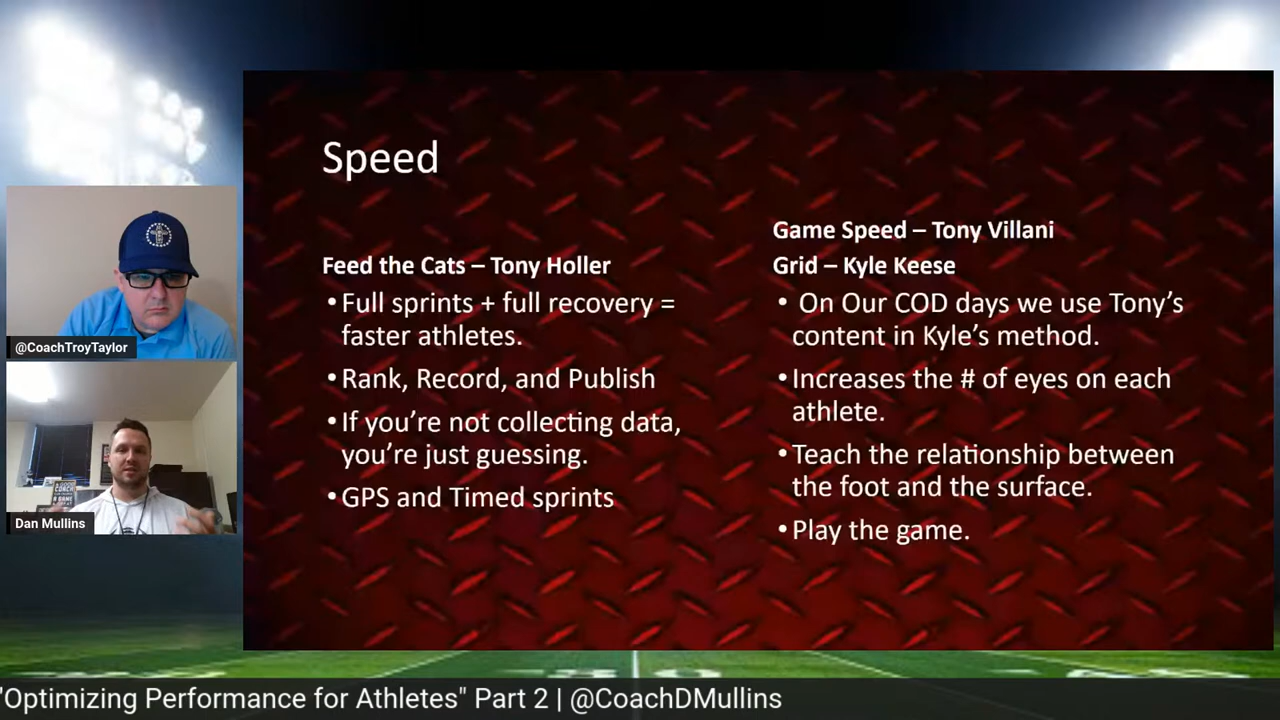 Speed
Feed the Cats – Tony Holler
• Full sprints + full recovery =
faster athletes.
• Rank, Record, and Publish
• If you're not collecting data,
you're just guessing.
• GPS and Timed sprints
Game Speed – Tony Villani
Grid – Kyle Keese
• On Our COD days we use Tony's
content in Kyle's method.
• Increases the # of eyes on each
athlete.
• Teach the relationship between
the foot and the surface.
• Play the game.
@CoachTroyTaylor
Dan Mullins
"Optimizing Performance for Athletes" Part 2 | @CoachDMullins